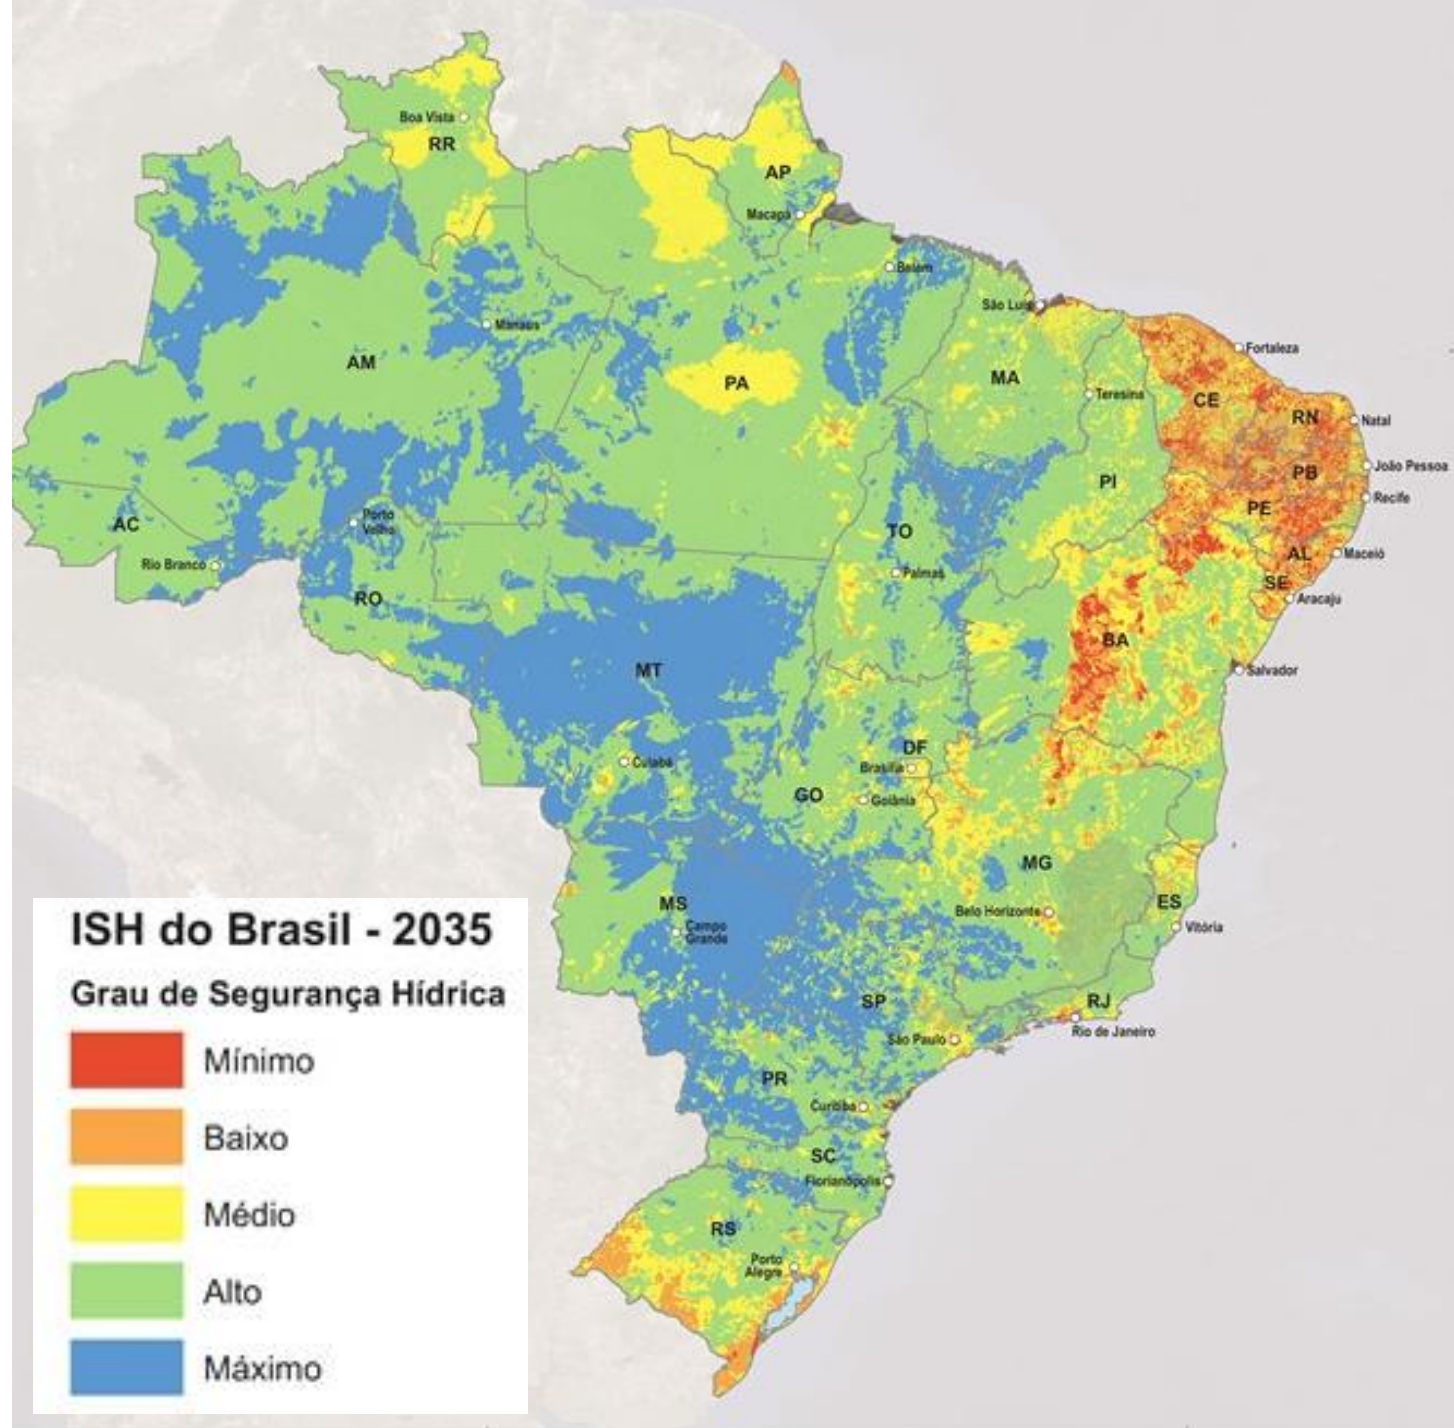 Boa Vista
RR
AP
Macapá
Belém
São Luis
Manaus
Fortaleza
AM
PA
MA
Teresina
CE
RN
Natal
João Pessoa
PB
PI
Recife
PE
AC
Porto
Velho
TO
AL
Maceió
Rio Branco
Palmas
SE
Aracaju
RO
BA
MT
Salvador
DF
Cuiabá
Brasília
GO
Goiânia
MG
MS
ES
Belo Horizonte
Campo
Grande
Vitória
SP
RJ
Rio de Janeiro
São Paulo
PR
Curitiba
SC
Florianópolis
RS
Porto
Alegre
ISH do Brasil - 2035
Grau de Segurança Hídrica
Mínimo
Baixo
Médio
Alto
Máximo